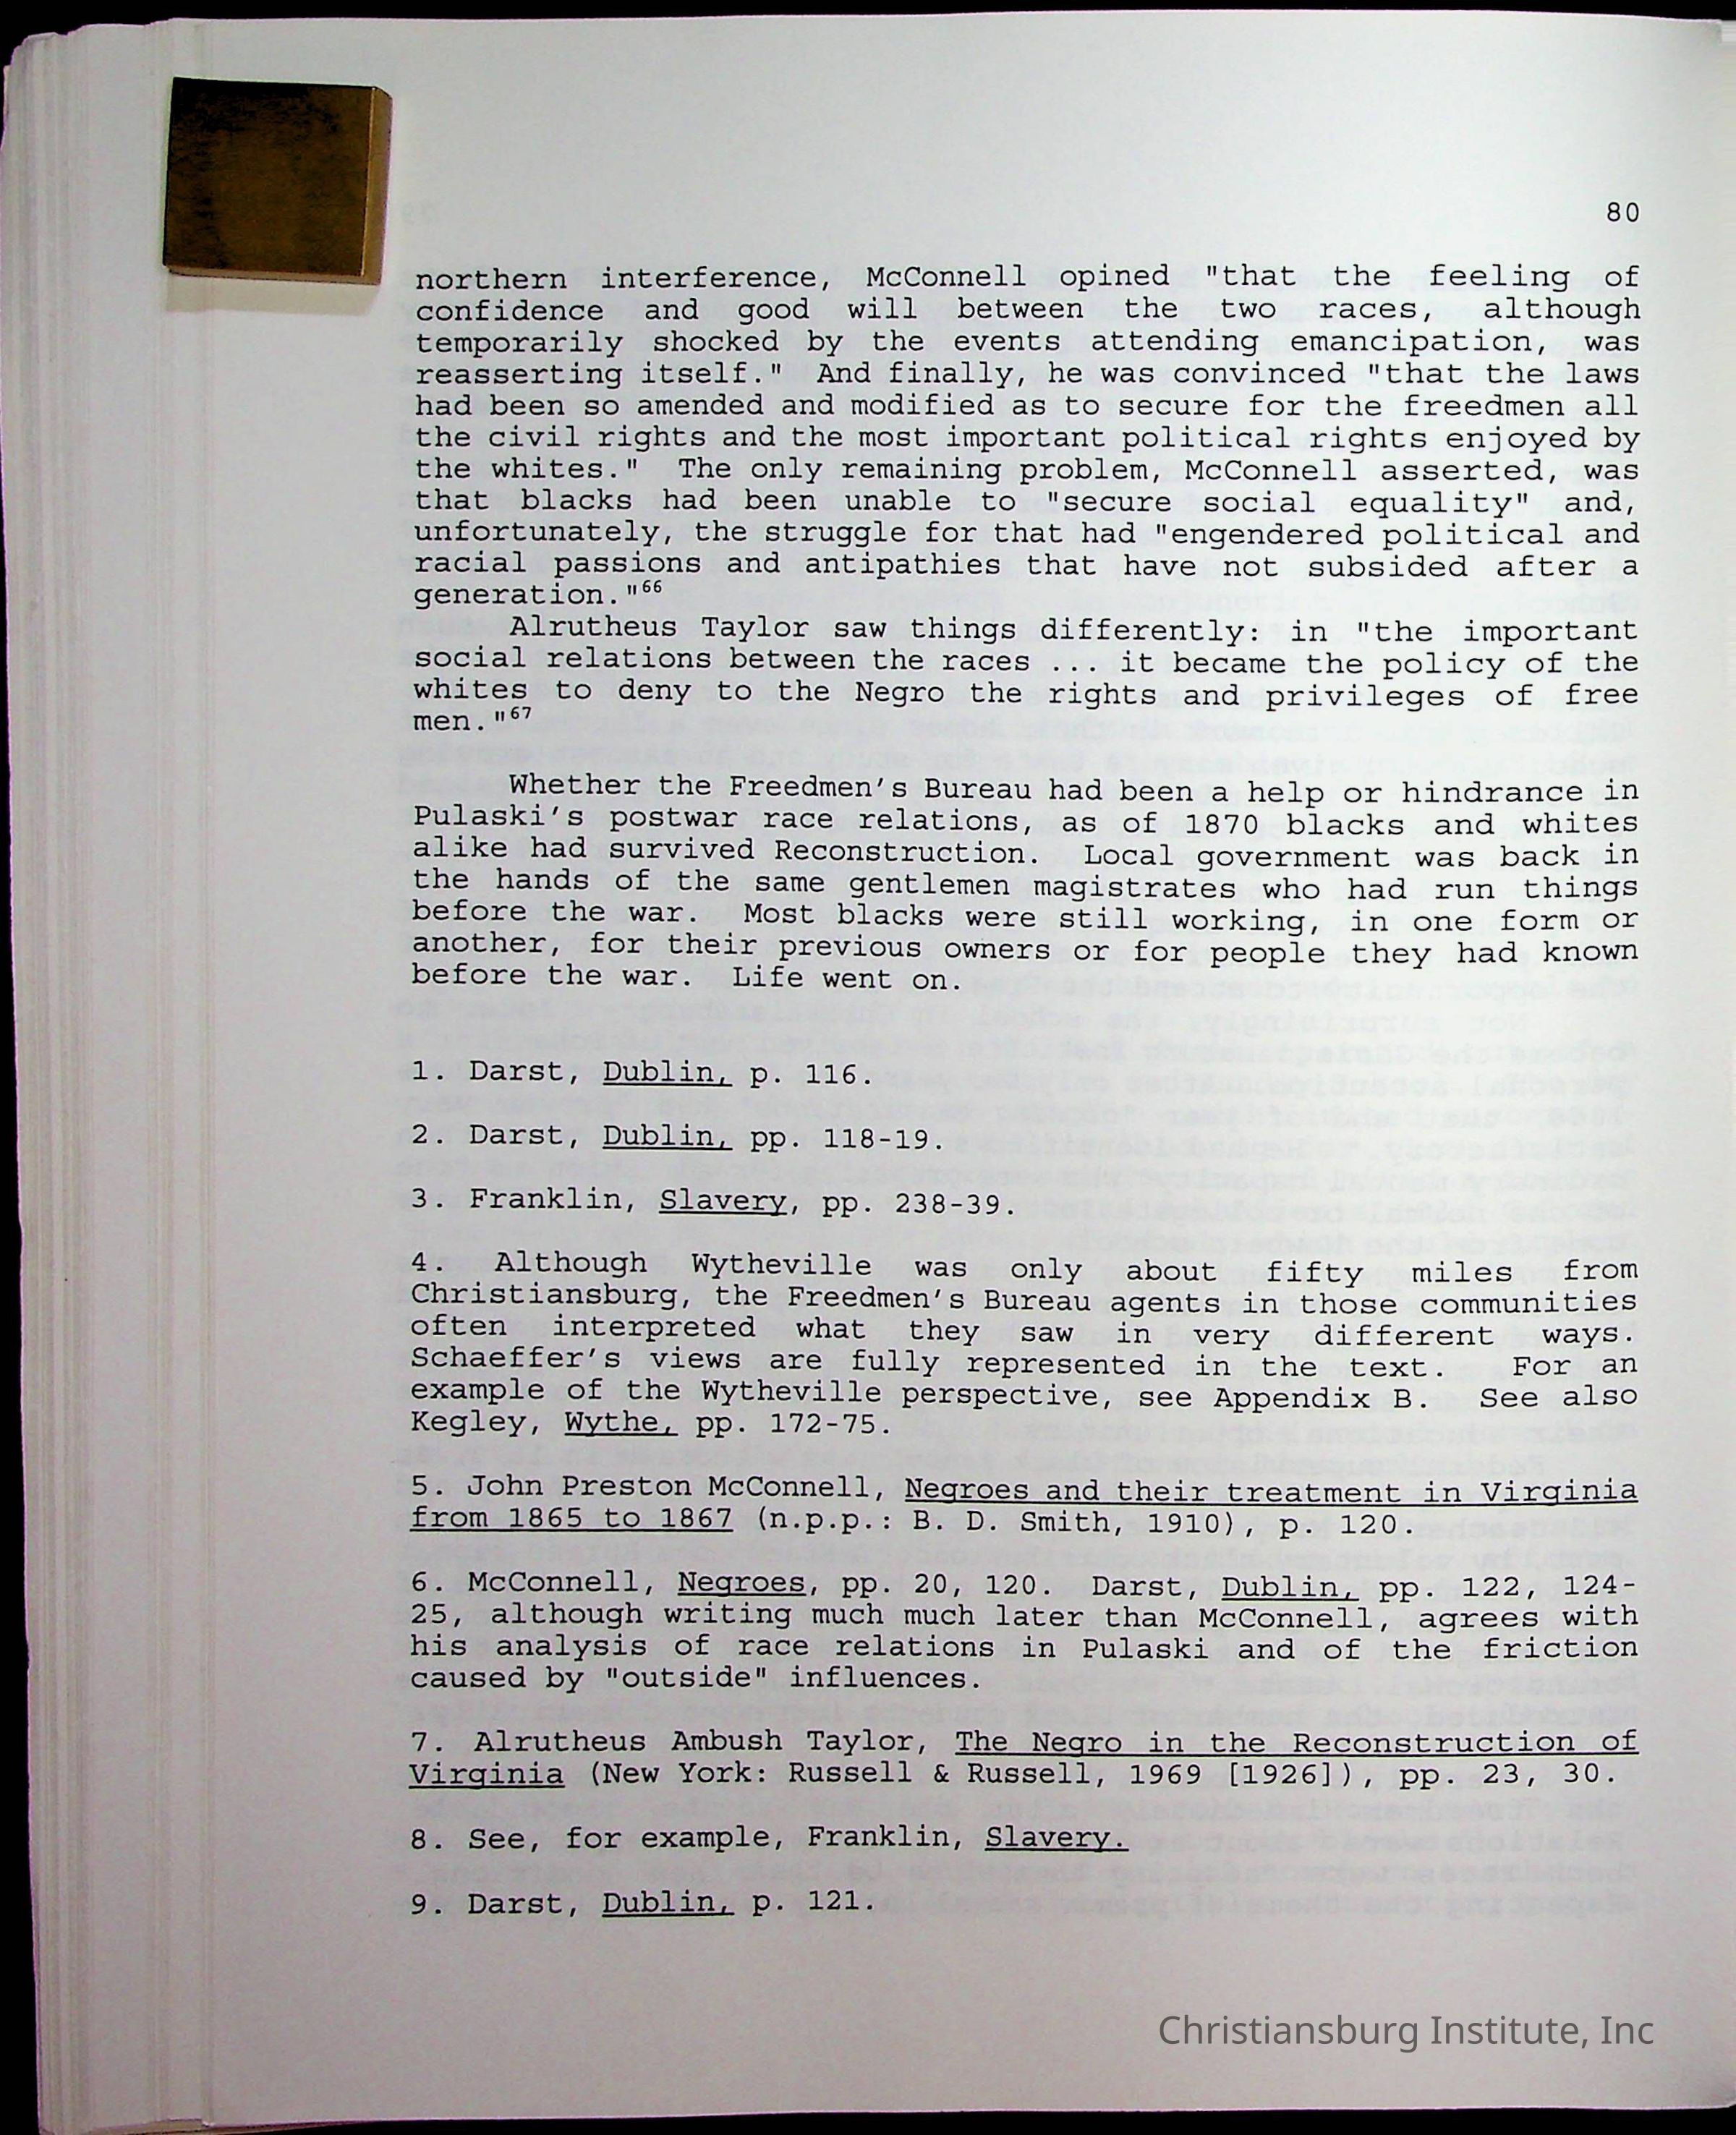 80
northern interference, McConnell opined "that the feeling of
confidence and good will between the two races, although
temporarily shocked by the events attending emancipation, was
reasserting itself." And finally, he was convinced "that the laws
had been so amended and modified as to secure for the freedmen all
the civil rights and the most important political rights enjoyed by
the whites." The only remaining problem, McConnell asserted, was
that blacks had been unable to "secure social equality" and,
unfortunately, the struggle for that had "engendered political and
racial passions and antipathies that have not subsided after a
generation."66
Alrutheus Taylor saw things differently: in "the important
social relations between the races ... it became the policy of the
whites to deny to the Negro the rights and privileges of free
men."67
Whether the Freedmen's Bureau had been a help or hindrance in
Pulaski's postwar race relations, as of 1870 blacks and whites
alike had survived Reconstruction. Local government was back in
the hands of the same gentlemen magistrates who had run things
before the war. Most blacks were still working, in one form or
another, for their previous owners or for people they had known
before the war. Life went on.
1. Darst, Dublin, p. 116.
2. Darst, Dublin, pp. 118-19.
3. Franklin, Slavery, pp. 238-39.
4. Although Wytheville was only about fifty miles from
Christiansburg, the Freedmen's Bureau agents in those communities
often interpreted what they saw in very different ways.
Schaeffer's views are fully represented in the text. For an
example of the Wytheville perspective, see Appendix B. See also
Kegley, Wythe, pp. 172-75.
5. John Preston McConnell, Negroes and their treatment in Virginia
from 1865 to 1867 (n.p.p.: B. D. Smith, 1910), p. 120.
6. McConnell, Negroes, pp. 20, 120. Darst, Dublin, pp. 122, 124-
25, although writing much much later than McConnell, agrees with
his analysis of race relations in Pulaski and of the friction
caused by "outside" influences.
7. Alrutheus Ambush Taylor, The Negro in the Reconstruction of
Virginia (New York: Russell & Russell, 1969 [1926]), pp. 23, 30.
8. See, for example, Franklin, Slavery.
9. Darst, Dublin, p. 121.
Christiansburg Institute, Inc